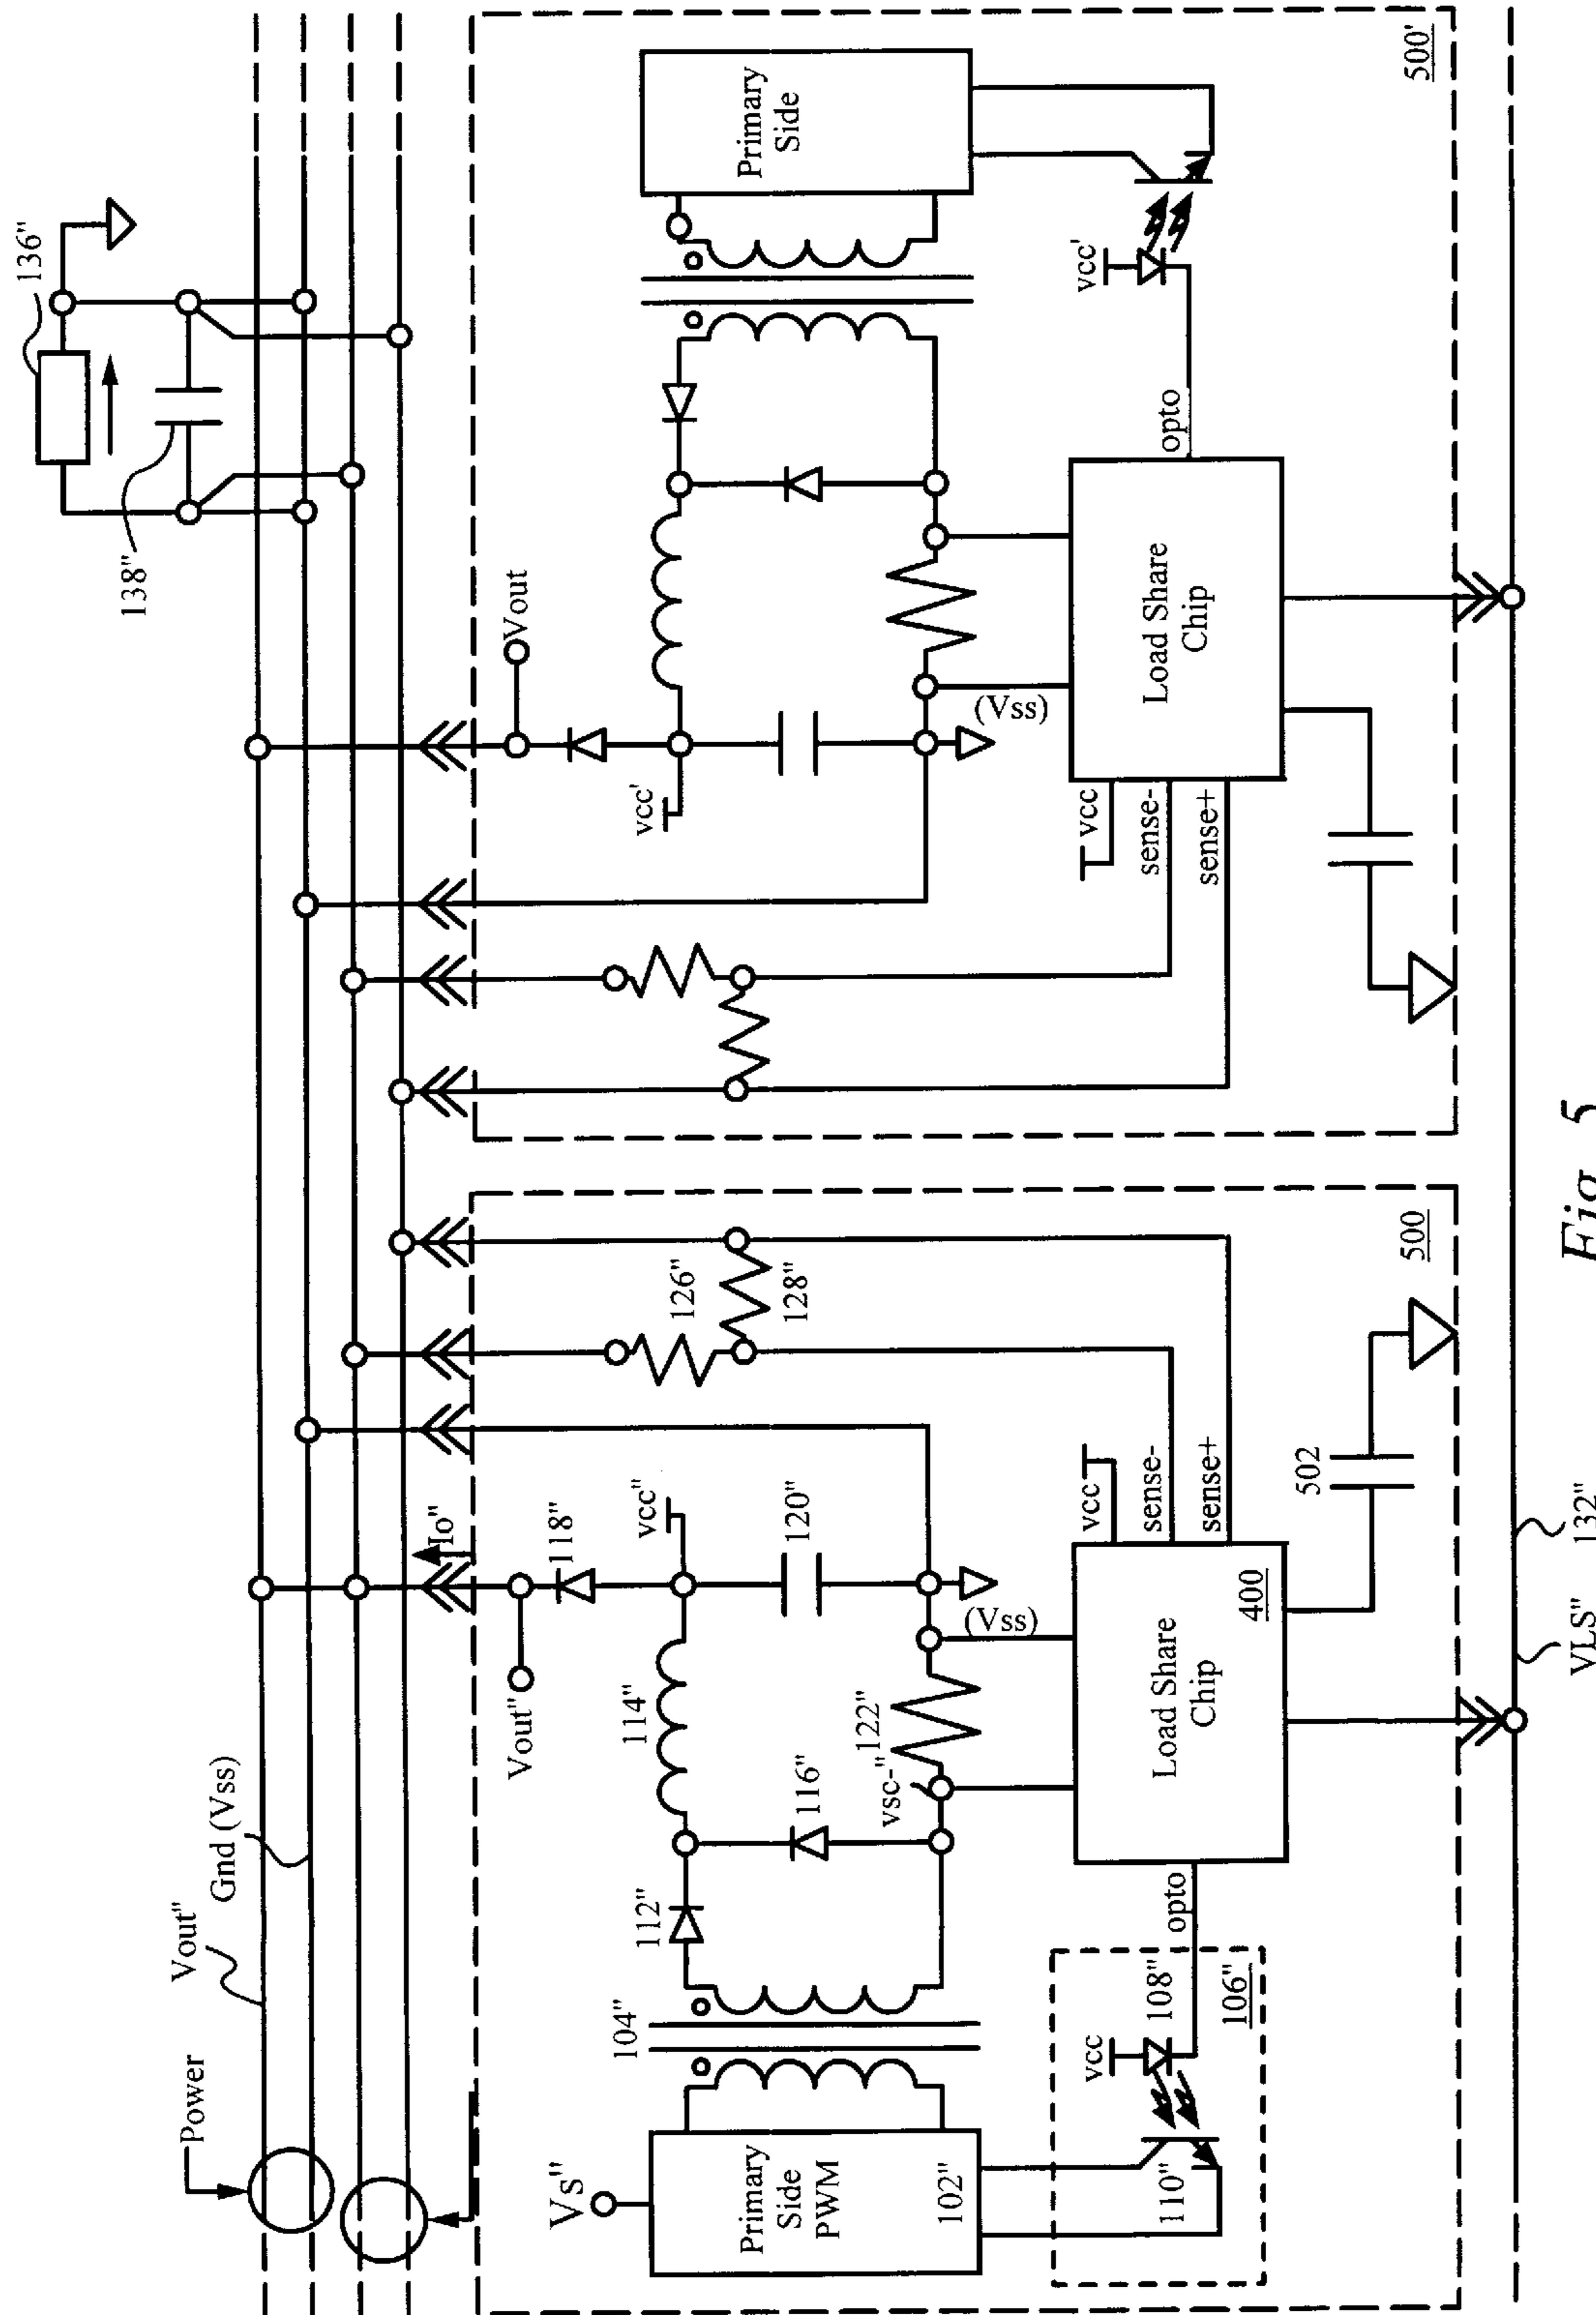 Power
Vout"
Gnd (Vss)
136"
138"
Io"
118"
Vout"
vcc"
114"
120"
112"
104"
116"
vsc-"
122"
(Vss)
126"
128"
Vs"
Primary
Side
PWM
102"
110"
vcc
108"
106"
opto
Load Share
Chip
400
vcc
sense-
sense+
502
500
Vout
vcc'
(Vss)
Primary
Side
vcc'
opto
Load Share
Chip
vcc
sense-
sense+
500'
VLS"
132"
Fig. 5